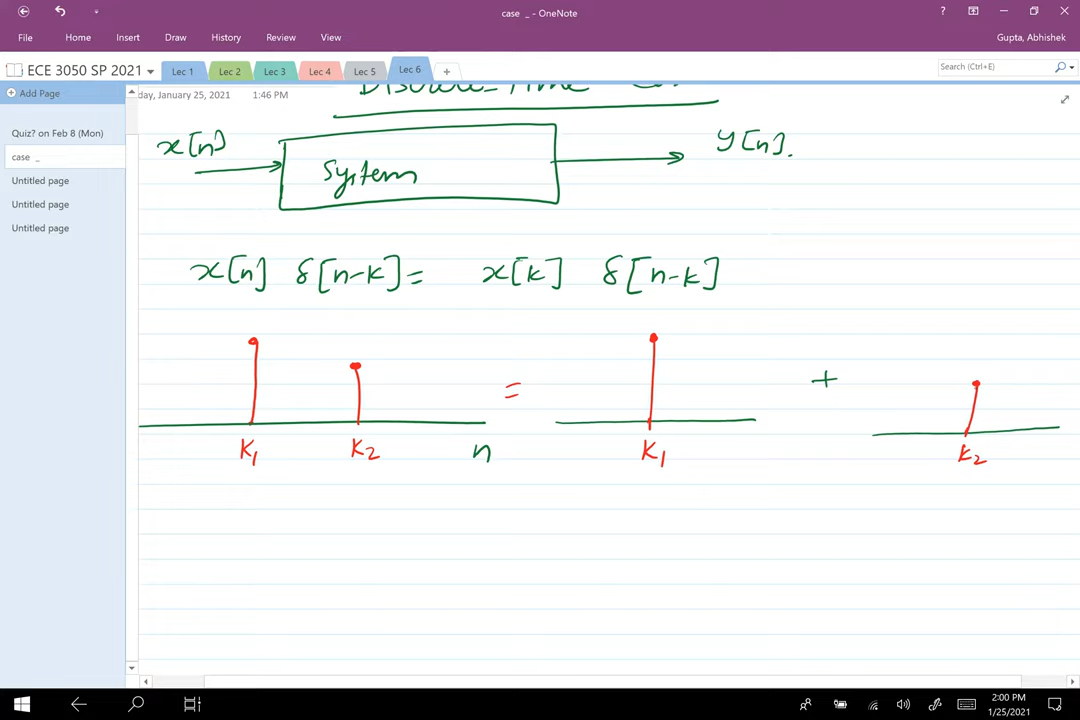 case _ - OneNote
?
File Home Insert Draw History Review View
Gupta, Abhishek
ECE 3050 SP 2021 Lec 1 Lec 2 Lec 3 Lec 4 Lec 5 Lec 6 +
Search (Ctrl+E)
Add Page
day, January 25, 2021 1:46 PM
Discrete-Time
Quiz? on Feb 8 (Mon)
case _
Untitled page
Untitled page
Untitled page
x[n] System y[n].
x[n] δ[n-k] = x[k] δ[n-k]
= +
K1 K2 n K1 K2
2:00 PM
1/25/2021